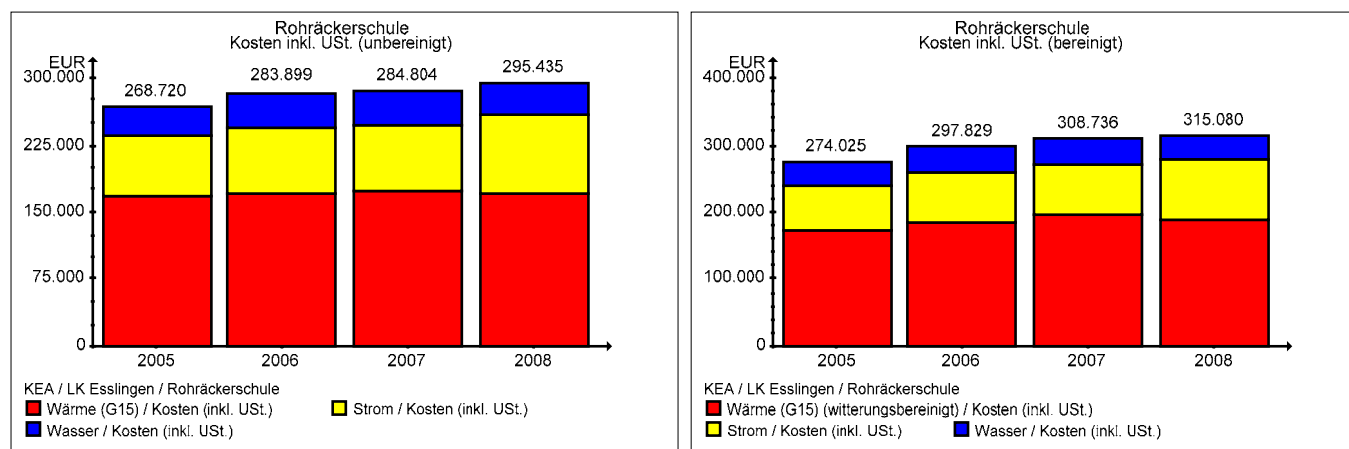 Rohräckerschule
Kosten inkl. USt. (unbereinigt)
EUR
300.000
225.000
150.000
75.000
0
268.720
283.899
284.804
295.435
2005
2006
2007
2008
KEA / LK Esslingen / Rohräckerschule
Wärme (G15) / Kosten (inkl. USt.)
Strom / Kosten (inkl. USt.)
Wasser / Kosten (inkl. USt.)
Rohräckerschule
Kosten inkl. USt. (bereinigt)
EUR
400.000
300.000
200.000
100.000
0
274.025
297.829
308.736
315.080
2005
2006
2007
2008
KEA / LK Esslingen / Rohräckerschule
Wärme (G15) (witterungsbereinigt) / Kosten (inkl. USt.)
Strom / Kosten (inkl. USt.)
Wasser / Kosten (inkl. USt.)